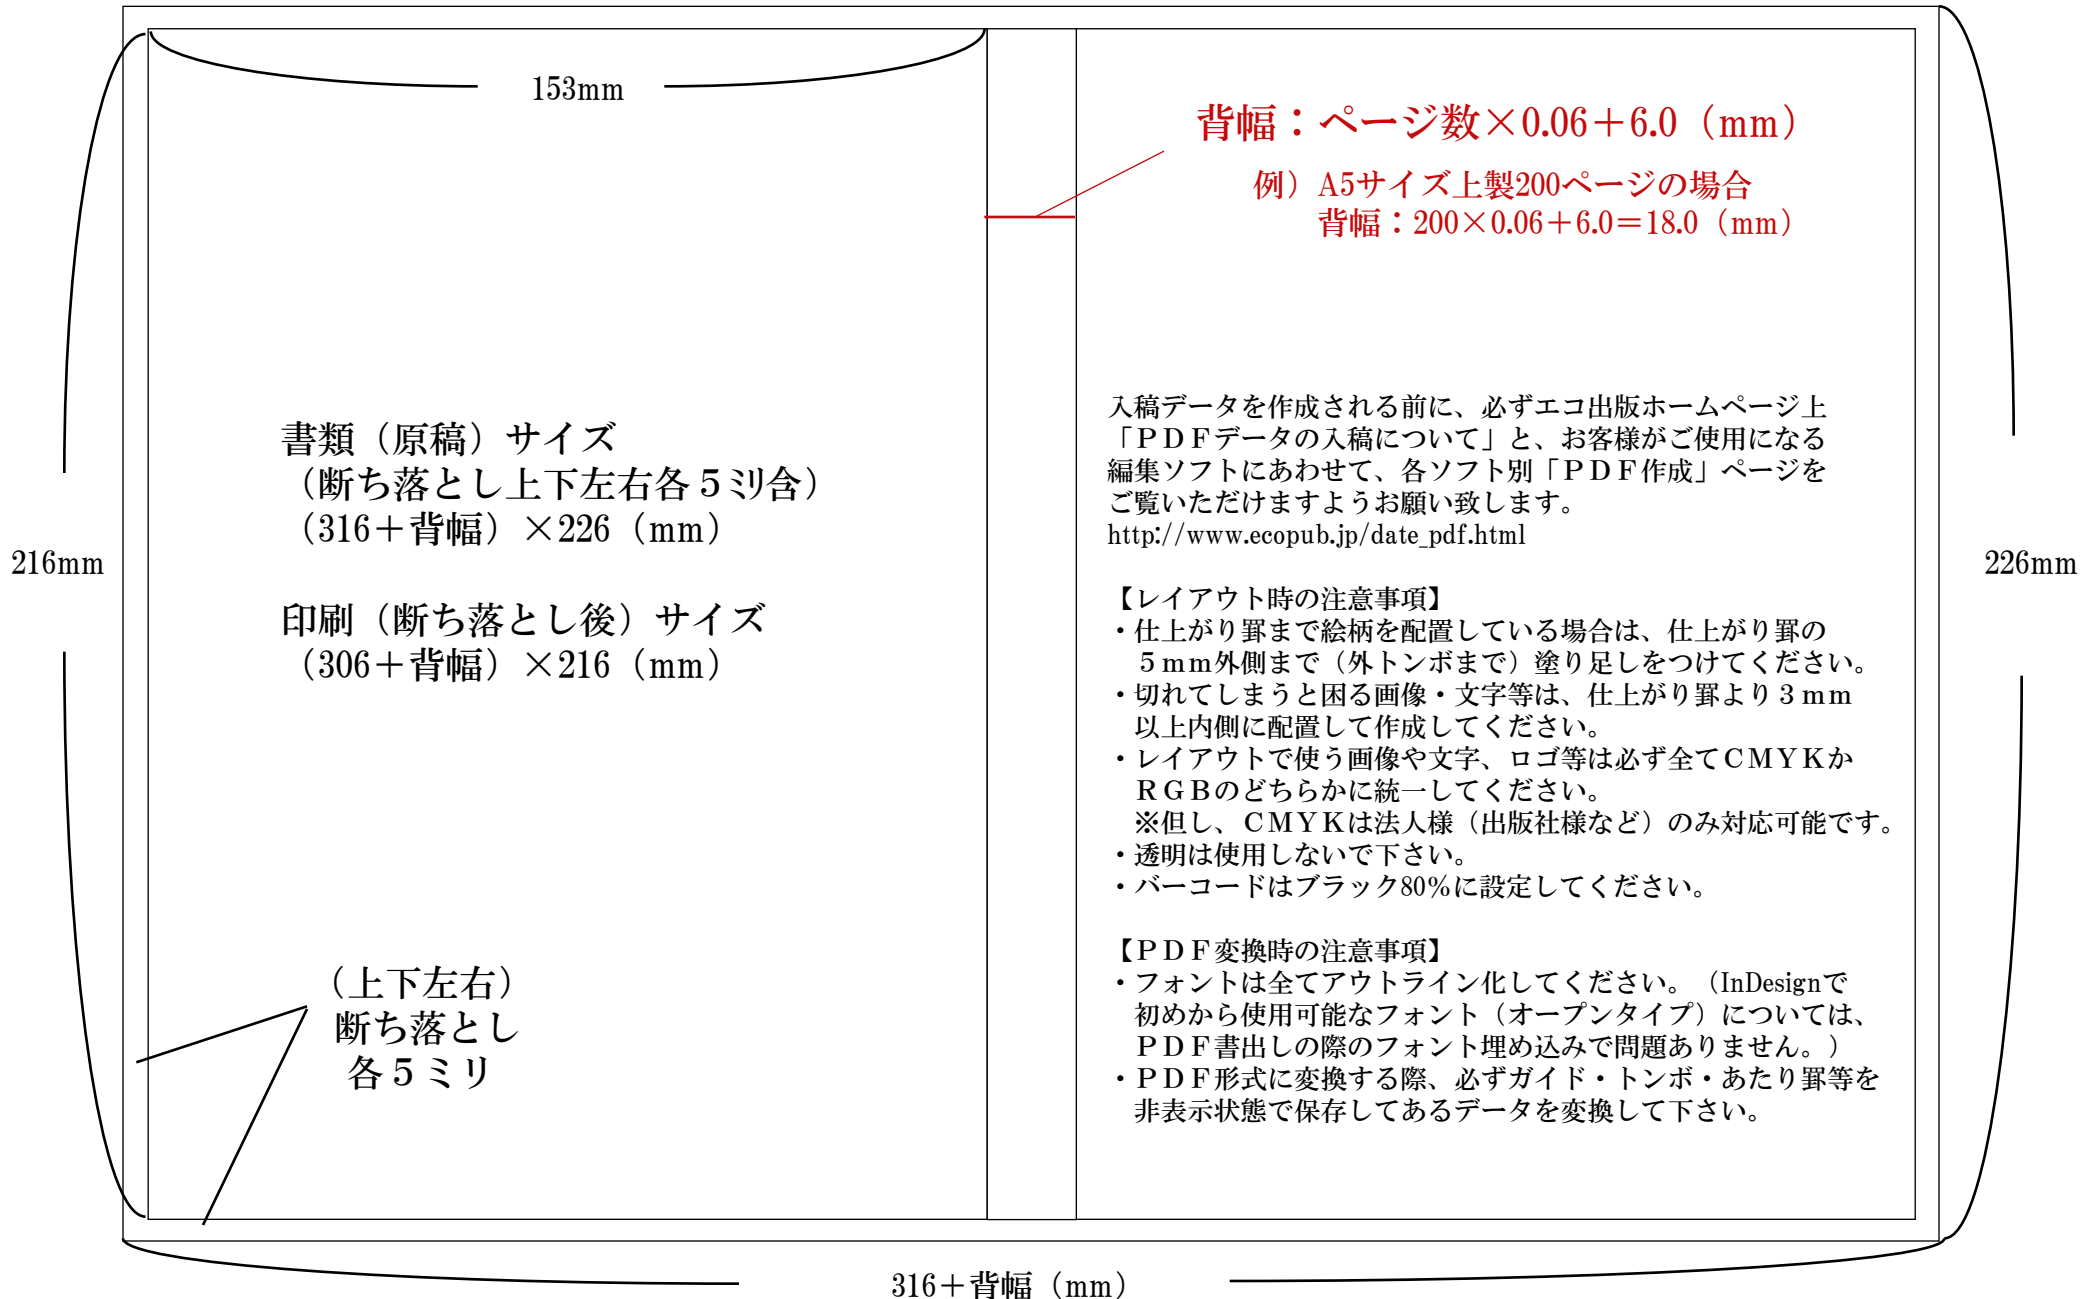 153mm
背幅：ページ数×0.06＋6.0（mm）
例）A5サイズ上製200ページの場合
背幅：200×0.06＋6.0＝18.0（mm）
書類（原稿）サイズ
（断ち落とし上下左右各５ミリ含）
（316＋背幅）×226（mm）
印刷（断ち落とし後）サイズ
（306＋背幅）×216（mm）
216mm
（上下左右）
断ち落とし
各５ミリ
入稿データを作成される前に、必ずエコ出版ホームページ上
「ＰＤＦデータの入稿について」と、お客様がご使用になる
編集ソフトにあわせて、各ソフト別「ＰＤＦ作成」ページを
ご覧いただけますようお願い致します。
http://www.ecopub.jp/date_pdf.html
【レイアウト時の注意事項】
・仕上がり罫まで絵柄を配置している場合は、仕上がり罫の
５ｍｍ外側まで（外トンボまで）塗り足しをつけてください。
・切れてしまうと困る画像・文字等は、仕上がり罫より３ｍｍ
以上内側に配置して作成してください。
・レイアウトで使う画像や文字、ロゴ等は必ず全てＣＭＹＫか
ＲＧＢのどちらかに統一してください。
※但し、ＣＭＹＫは法人様（出版社様など）のみ対応可能です。
・透明は使用しないで下さい。
・バーコードはブラック80％に設定してください。
【ＰＤＦ変換時の注意事項】
・フォントは全てアウトライン化してください。（InDesignで
初めから使用可能なフォント（オープンタイプ）については、
ＰＤＦ書出しの際のフォント埋め込みで問題ありません。）
・ＰＤＦ形式に変換する際、必ずガイド・トンボ・あたり罫等を
非表示状態で保存してあるデータを変換して下さい。
226mm
316＋背幅（mm）